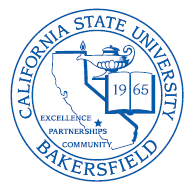 CALIFORNIA STATE UNIVERSITY
19 65
EXCELLENCE
PARTNERSHIPS
COMMUNITY
BAKERSFIELD